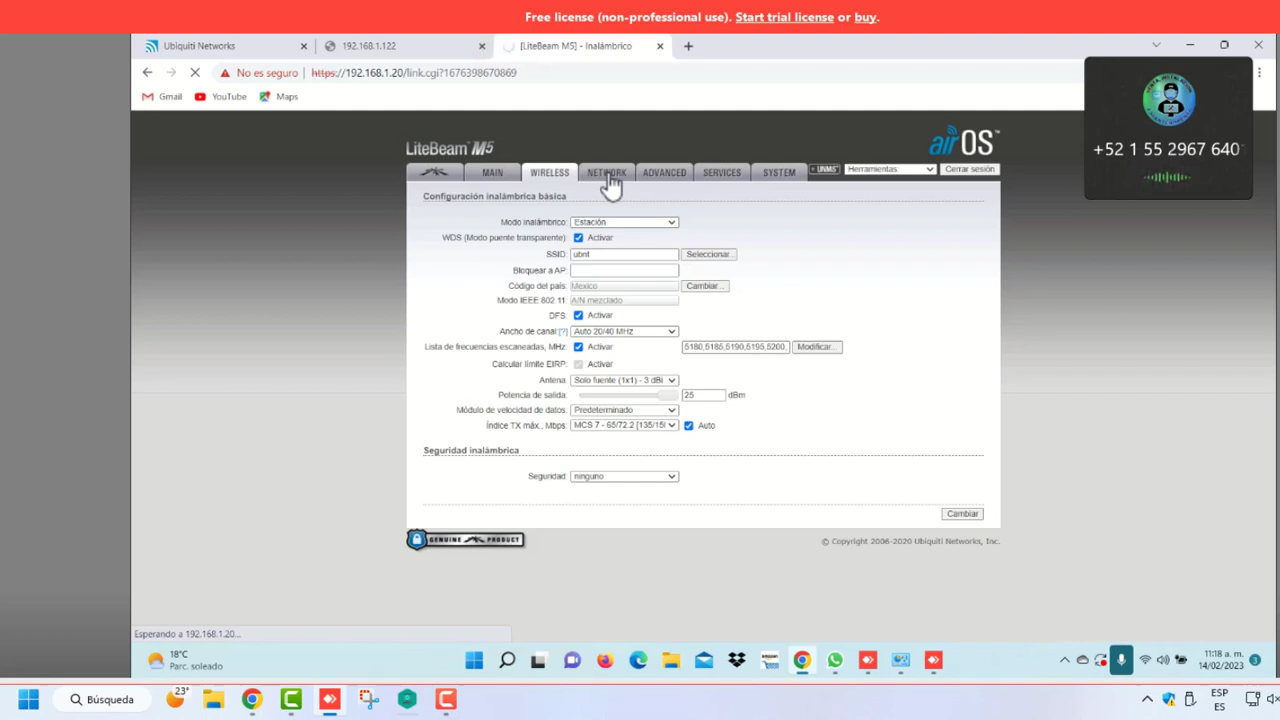 Free license (non-professional use). Start trial license or buy.
Ubiquiti Networks
192.168.1.122
[LiteBeam M5] - Inalámbrico
No es seguro
https://192.168.1.20/link.cgi?1676398670869
Gmail
YouTube
Maps
+52 1 55 2967 640
LiteBeam M5
airOS™
MAIN
WIRELESS
NETWORK
ADVANCED
SERVICES
SYSTEM
UNMS
Herramientas
Cerrar sesión
Configuración inalámbrica básica
Modo inalámbrico: Estación
WDS (Modo puente transparente): Activar
SSID: ubnt Seleccionar...
Bloquear a AP:
Código del país: Mexico Cambiar...
Modo IEEE 802 11: A/N mezclado
DFS: Activar
Ancho de canal:[?] Auto 20/40 MHz
Lista de frecuencias escaneadas, MHz: Activar 5180,5185,5190,5195,5200, Modificar...
Calcular límite EIRP: Activar
Antena: Solo fuente (1x1) - 3 dBi
Potencia de salida: 25 dBm
Módulo de velocidad de datos: Predeterminado
Índice TX máx., Mbps: MCS 7 - 65/72.2 [135/150 Auto
Seguridad inalámbrica
Seguridad: ninguno
Cambiar
GENUINE PRODUCT
© Copyright 2006-2020 Ubiquiti Networks, Inc.
Esperando a 192.168.1.20...
18°C
Parc. soleado
11:18 a. m.
14/02/2023
3
Búsqueda
23°
ESP
ES